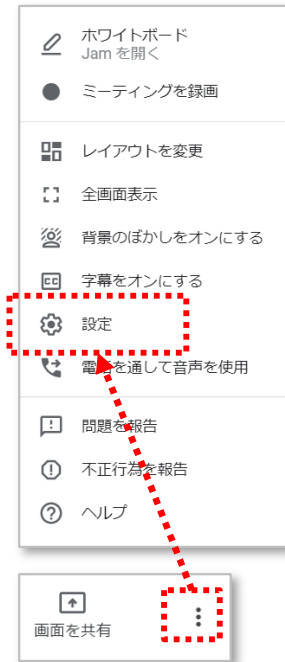 ホワイトボード
Jam を開く
ミーティングを録画
レイアウトを変更
全画面表示
背景のぼかしをオンにする
CC 字幕をオンにする
設定
電話を通して音声を使用
問題を報告
不正行為を報告
ヘルプ
画面を共有